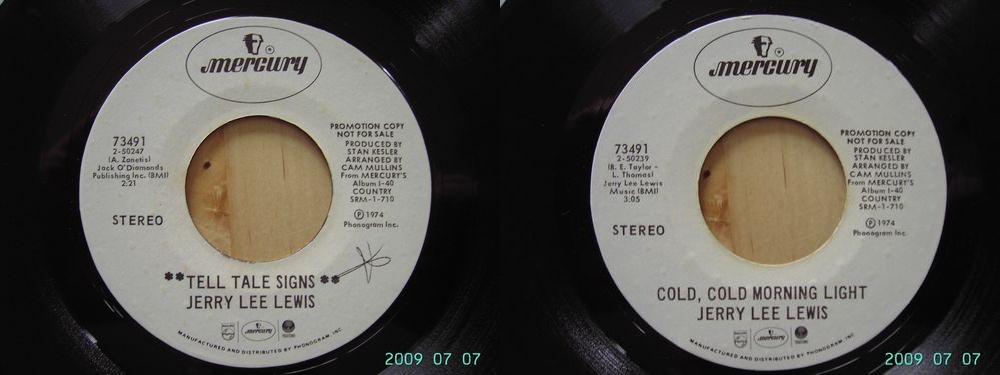 mercury
73491
2-50247
(A. Zanetis)
Jack O'Diamonds
Publishing Inc. (BMI)
2:21
STEREO
PROMOTION COPY
NOT FOR SALE
PRODUCED BY
STAN KESLER
ARRANGED BY
CAM MULLINS
From MERCURY'S
Album I-40
COUNTRY
SRM-1-710
Ⓟ 1974
Phonogram Inc.
**TELL TALE SIGNS**
JERRY LEE LEWIS
mercury
MANUFACTURED AND DISTRIBUTED BY PHONOGRAM, INC
2009 07 07
mercury
73491
2-50239
(R. E. Taylor -
L. Thomas)
Jerry Lee Lewis
Music (BMI)
3:05
STEREO
PROMOTION COPY
NOT FOR SALE
PRODUCED BY
STAN KESLER
ARRANGED BY
CAM MULLINS
From MERCURY'S
Album I-40
COUNTRY
SRM-1-710
Ⓟ 1974
Phonogram Inc.
COLD, COLD MORNING LIGHT
JERRY LEE LEWIS
mercury
MANUFACTURED AND DISTRIBUTED BY PHONOGRAM, INC.
2009 07 07